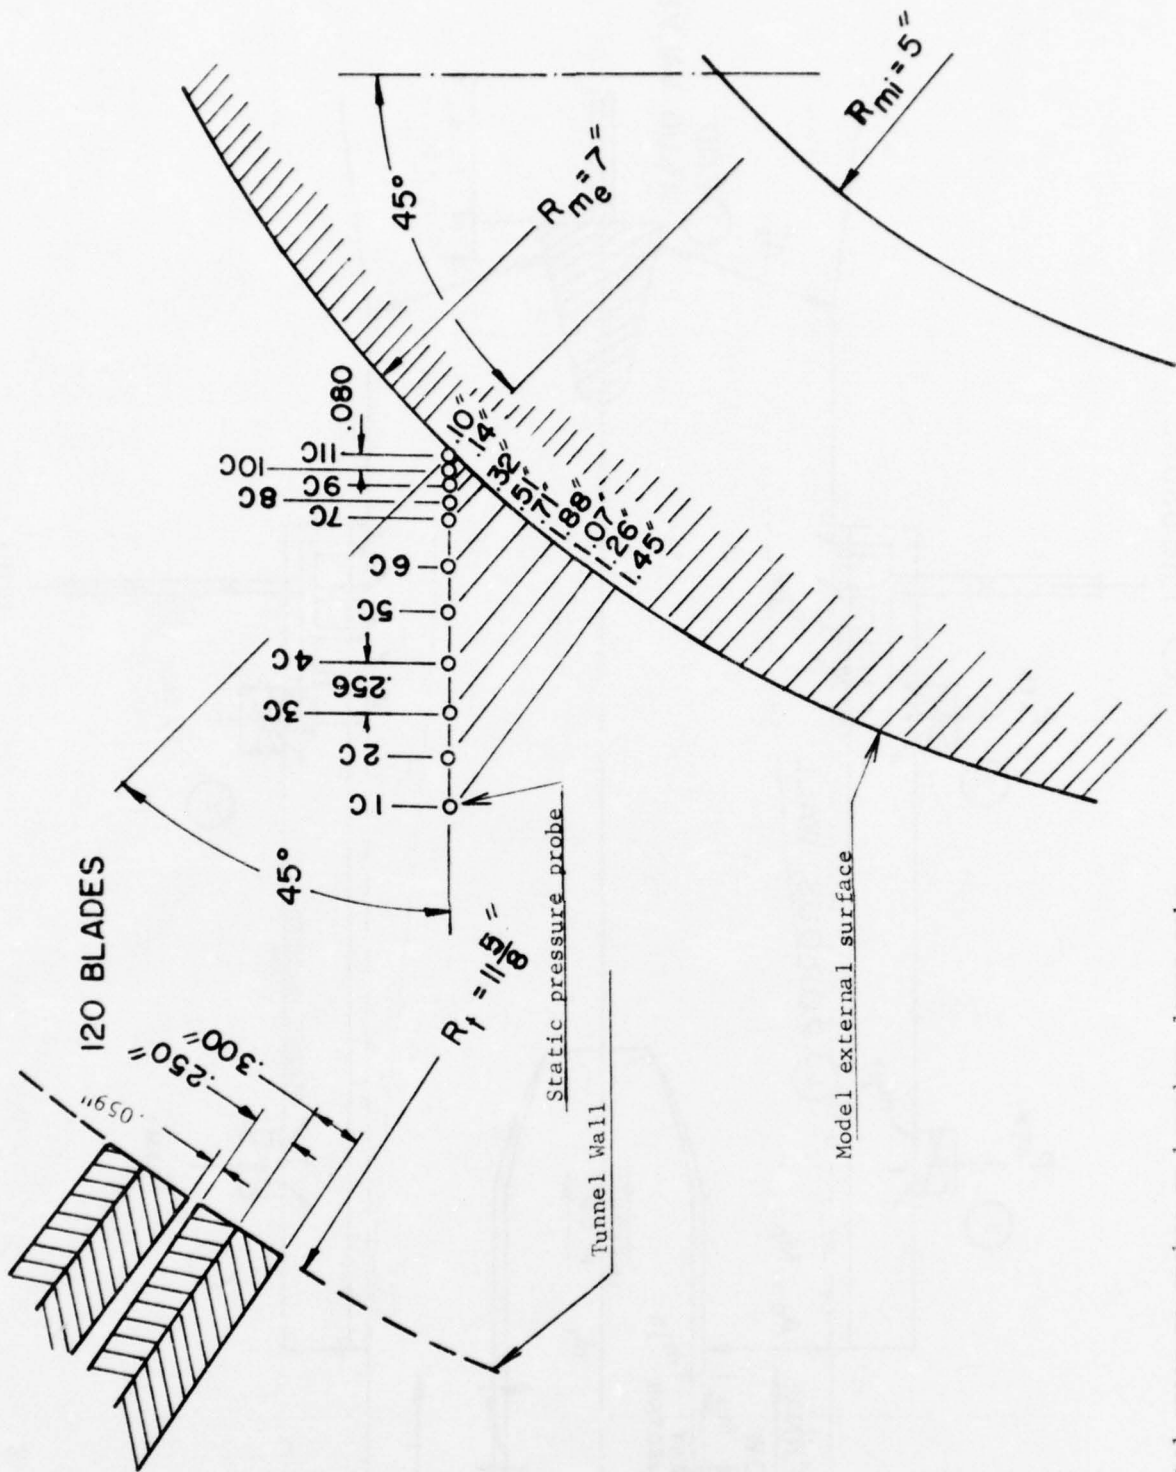 120 BLADES
.059"
.250"
.300"
45°
R_t = 11 5/8"
1C
2C
3C
.256
4C
5C
6C
7C
8C
9C
10C
11C
.080
45°
R_me = 7"
R_mi = 5"
.10"
.14"
.32"
.5
.71"
.88"
1.07"
1.26"
1.45"
Static pressure probe
Tunnel Wall
Model external surface